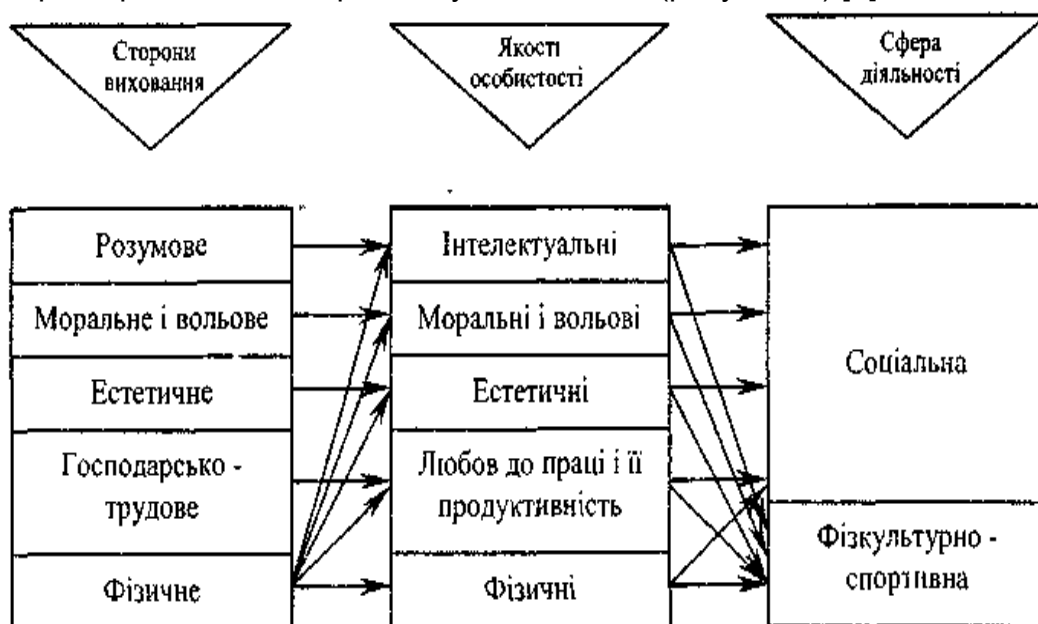 Сторони
виховання
Якості
особистості
Сфера
діяльності
Розумове
Моральне і вольове
Естетичне
Господарсько -
трудове
Фізичне
Інтелектуальні
Моральні і вольові
Естетичні
Любов до праці і її
продуктивність
Фізичні
Соціальна
Фізкультурно -
спортивна